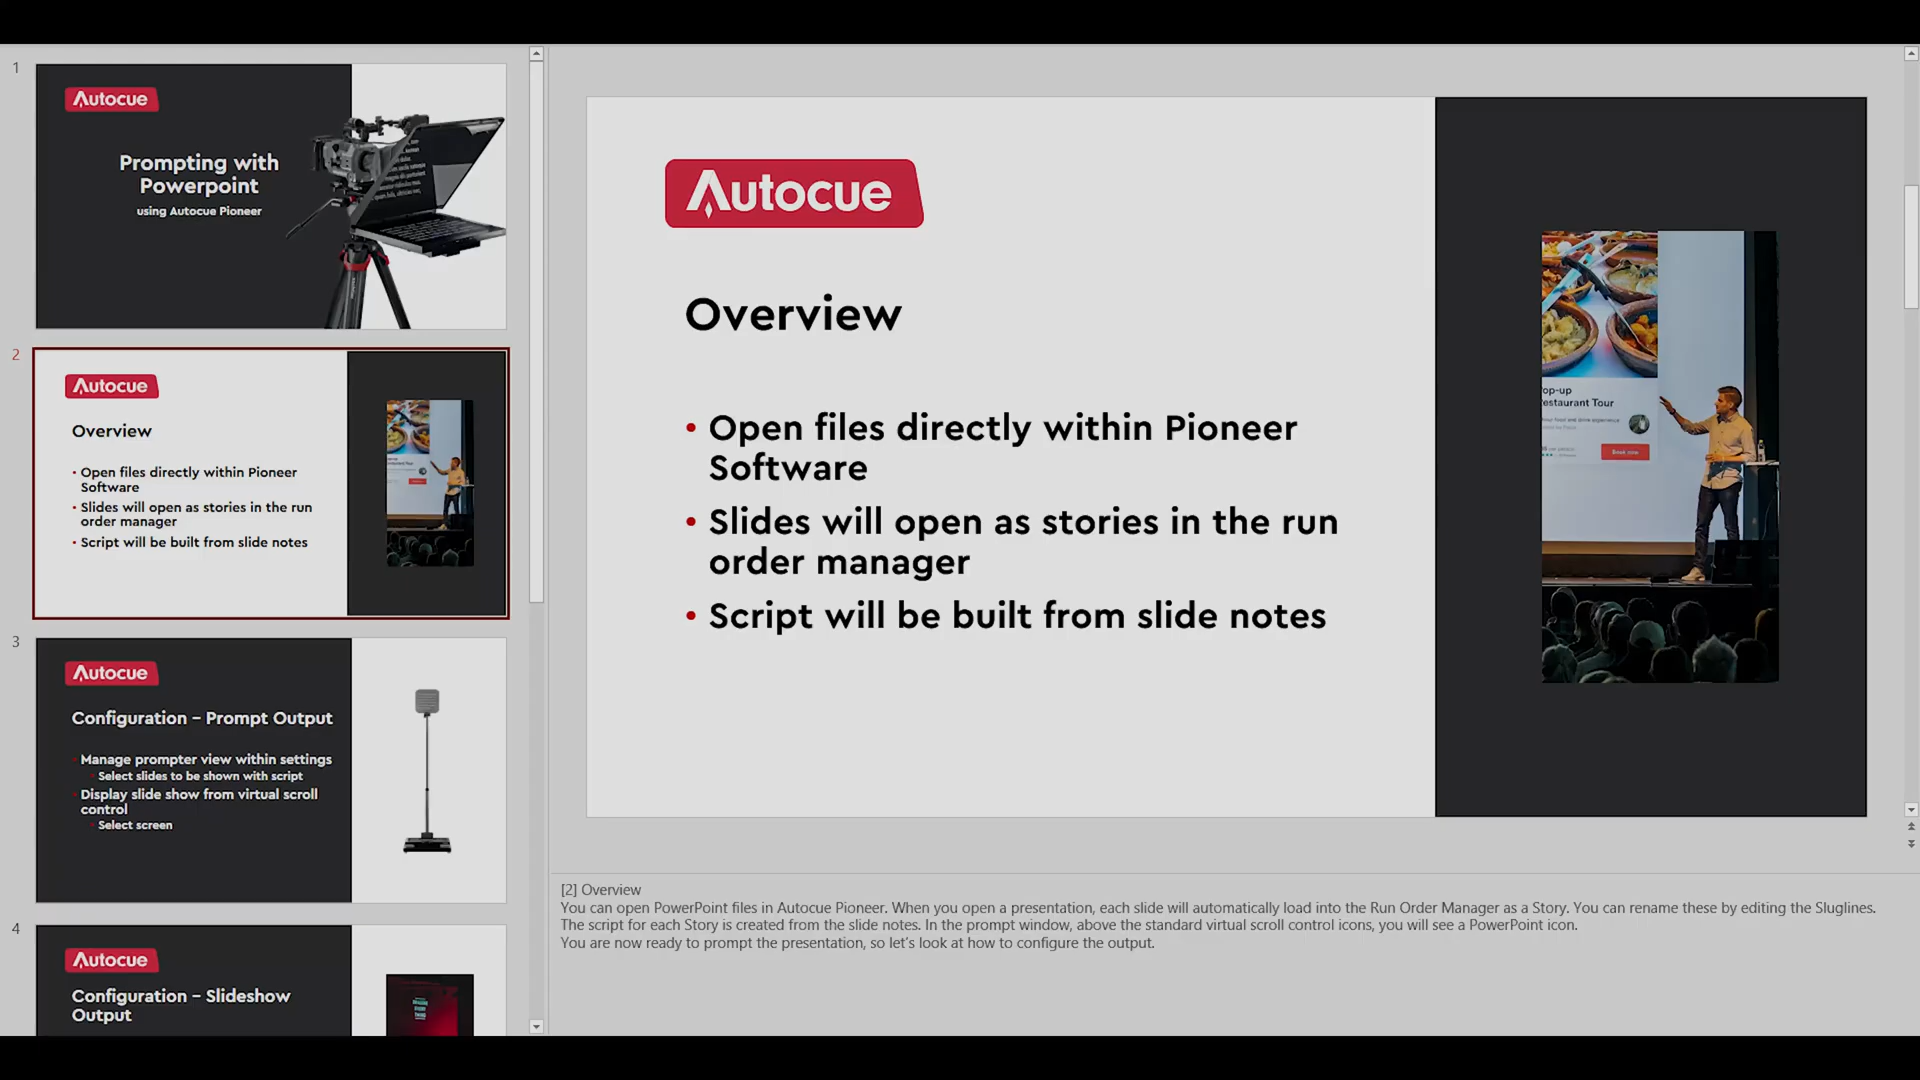 1
Autocue
Prompting with
Powerpoint
using Autocue Pioneer
2
Autocue
Overview
• Open files directly within Pioneer
Software
• Slides will open as stories in the run
order manager
• Script will be built from slide notes
3
Autocue
Configuration – Prompt Output
• Manage prompter view within settings
• Select slides to be shown with script
• Display slide show from virtual scroll
control
• Select screen
4
Autocue
Configuration – Slideshow
Output
Autocue
Overview
• Open files directly within Pioneer
Software
• Slides will open as stories in the run
order manager
• Script will be built from slide notes
op-up
estaurant Tour
Book now
[2] Overview
You can open PowerPoint files in Autocue Pioneer. When you open a presentation, each slide will automatically load into the Run Order Manager as a Story. You can rename these by editing the Sluglines.
The script for each Story is created from the slide notes. In the prompt window, above the standard virtual scroll control icons, you will see a PowerPoint icon.
You are now ready to prompt the presentation, so let's look at how to configure the output.